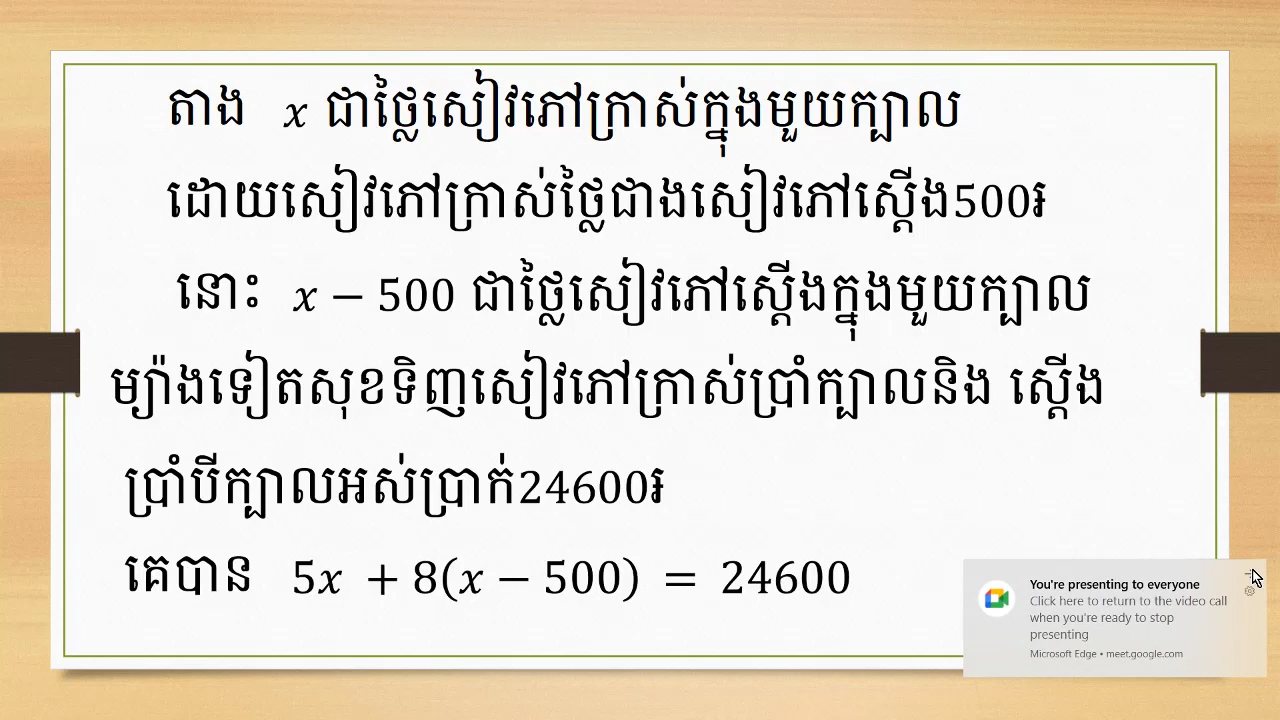 តាង x ជាថ្លៃសៀវភៅក្រាស់ក្នុងមួយក្បាល
ដោយសៀវភៅក្រាស់ថ្លៃជាងសៀវភៅស្តើង500៛
នោះ x − 500 ជាថ្លៃសៀវភៅស្តើងក្នុងមួយក្បាល
ម្យ៉ាងទៀតសុខទិញសៀវភៅក្រាស់ប្រាំក្បាលនិង ស្តើង
ប្រាំបីក្បាលអស់ប្រាក់24600៛
គេបាន 5x + 8(x − 500) = 24600
You're presenting to everyone
Click here to return to the video call
when you're ready to stop
presenting
Microsoft Edge • meet.google.com